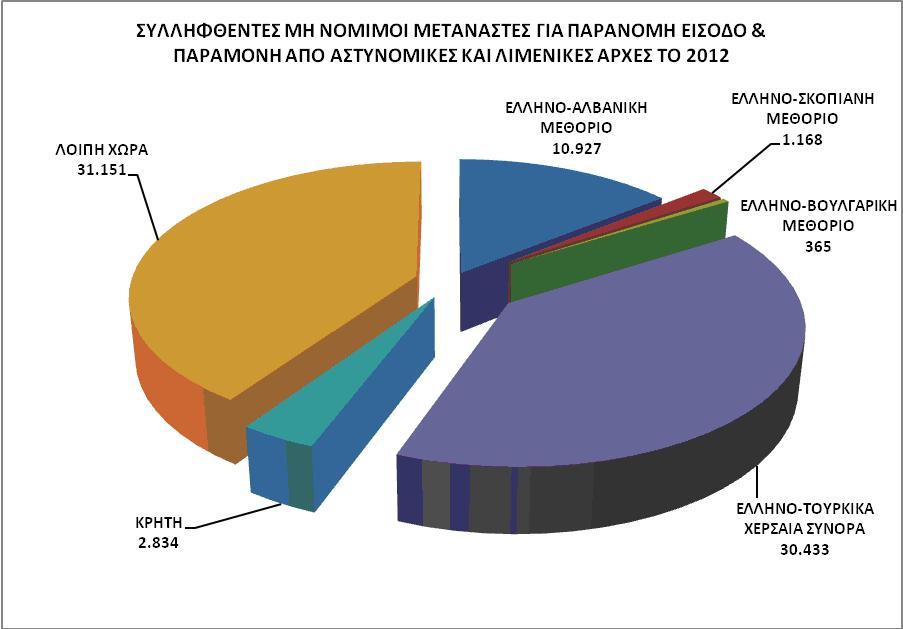 ΣΥΛΛΗΦΘΕΝΤΕΣ ΜΗ ΝΟΜΙΜΟΙ ΜΕΤΑΝΑΣΤΕΣ ΓΙΑ ΠΑΡΑΝΟΜΗ ΕΙΣΟΔΟ &
ΠΑΡΑΜΟΝΗ ΑΠΟ ΑΣΤΥΝΟΜΙΚΕΣ ΚΑΙ ΛΙΜΕΝΙΚΕΣ ΑΡΧΕΣ ΤΟ 2012
ΕΛΛΗΝΟ-ΑΛΒΑΝΙΚΗ
ΜΕΘΟΡΙΟ
10.927
ΕΛΛΗΝΟ-ΣΚΟΠΙΑΝΗ
ΜΕΘΟΡΙΟ
1.168
ΕΛΛΗΝΟ-ΒΟΥΛΓΑΡΙΚΗ
ΜΕΘΟΡΙΟ
365
ΕΛΛΗΝΟ-ΤΟΥΡΚΙΚΑ
ΧΕΡΣΑΙΑ ΣΥΝΟΡΑ
30.433
ΚΡΗΤΗ
2.834
ΛΟΙΠΗ ΧΩΡΑ
31.151